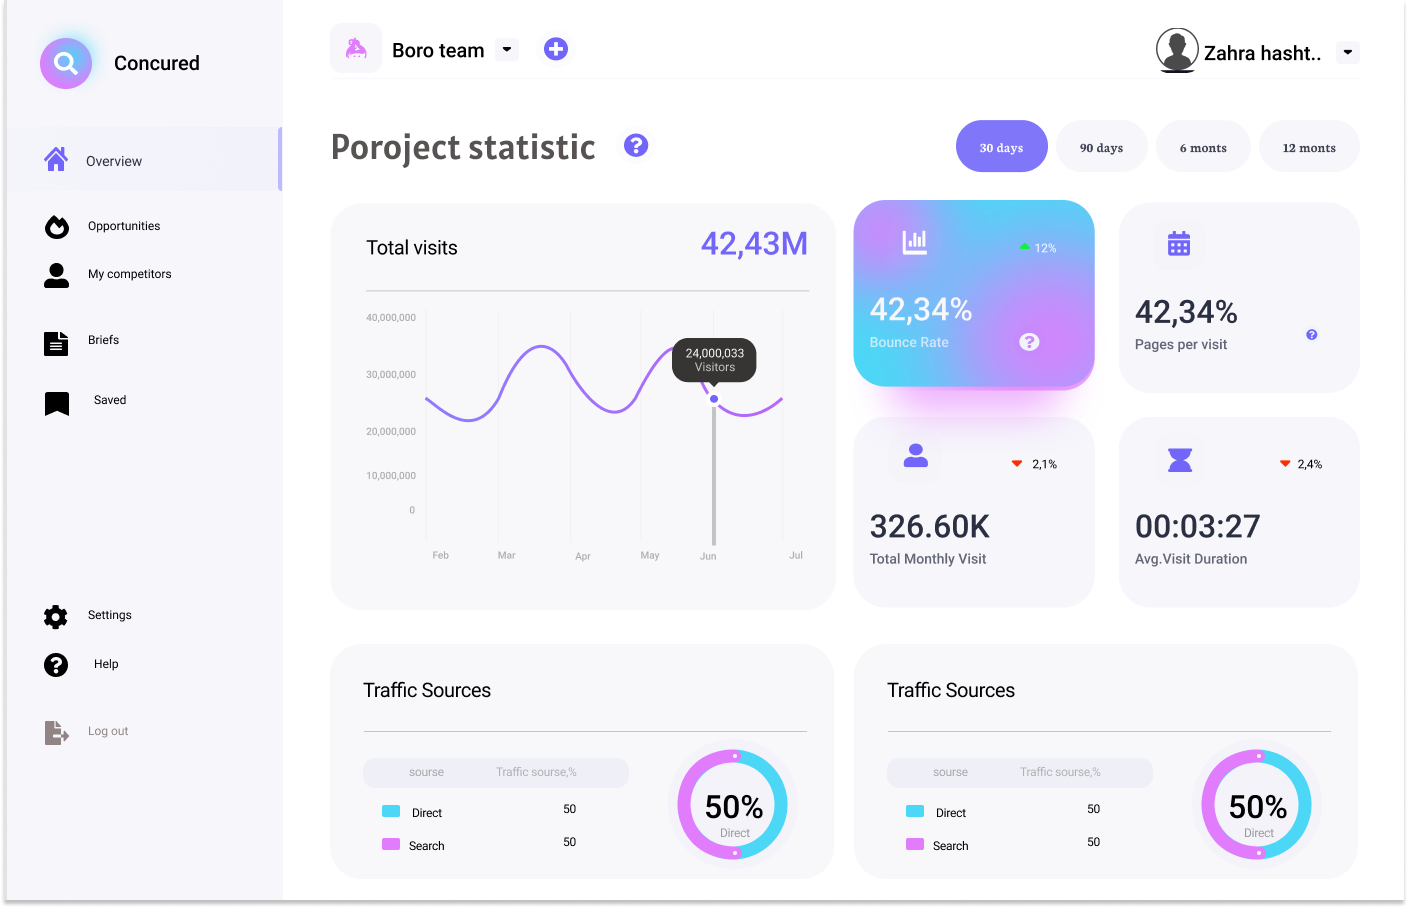 Concured
Overview
Opportunities
My competitors
Briefs
Saved
Settings
Help
Log out
Boro team
Zahra hasht..
Poroject statistic
30 days
90 days
6 monts
12 monts
Total visits
42,43M
40,000,000
30,000,000
20,000,000
10,000,000
0
24,000,033
Visitors
Feb
Mar
Apr
May
Jun
Jul
12%
42,34%
Bounce Rate
42,34%
Pages per visit
2,1%
326.60K
Total Monthly Visit
2,4%
00:03:27
Avg.Visit Duration
Traffic Sources
sourse
Traffic sourse,%
Direct
50
Search
50
50%
Direct
Traffic Sources
sourse
Traffic sourse,%
Direct
50
Search
50
50%
Direct